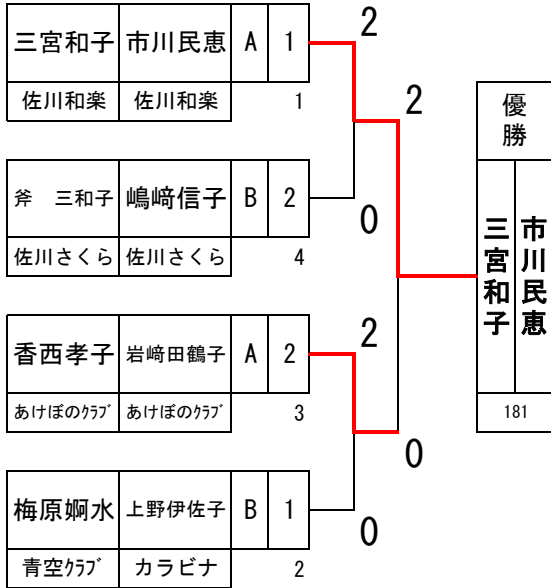 三宮和子 市川民恵 A 1
佐川和楽 佐川和楽 1
斧 三和子 嶋﨑信子 B 2
佐川さくら 佐川さくら 4
香西孝子 岩﨑田鶴子 A 2
あけぼのｸﾗﾌﾞ あけぼのｸﾗﾌﾞ 3
梅原婀水 上野伊佐子 B 1
青空ｸﾗﾌﾞ カラビナ 2
2
0
2
0
2
0
優勝
三宮和子
市川民恵
181